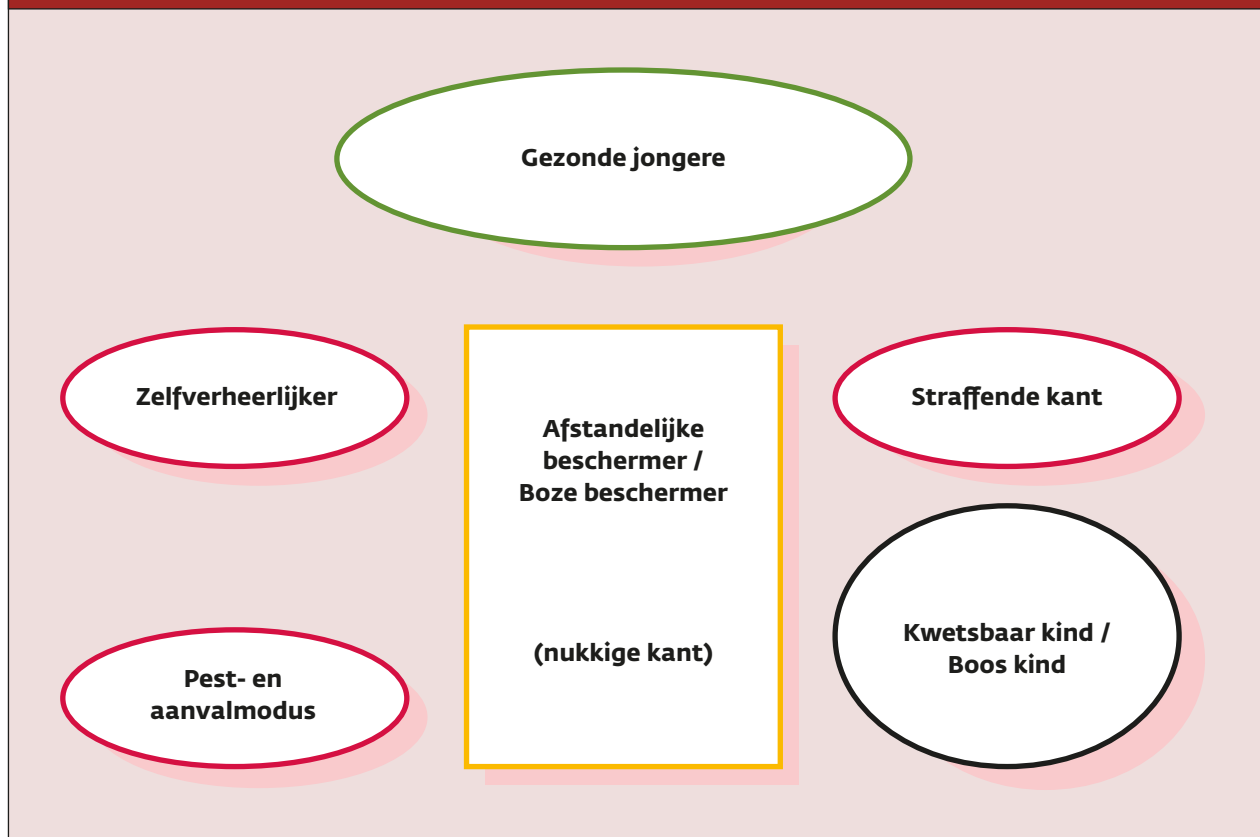 Gezonde jongere
Zelfverheerlijker
Afstandelijke
beschermer /
Boze beschermer
(nukkige kant)
Straffende kant
Pest- en
aanvalmodus
Kwetsbaar kind /
Boos kind